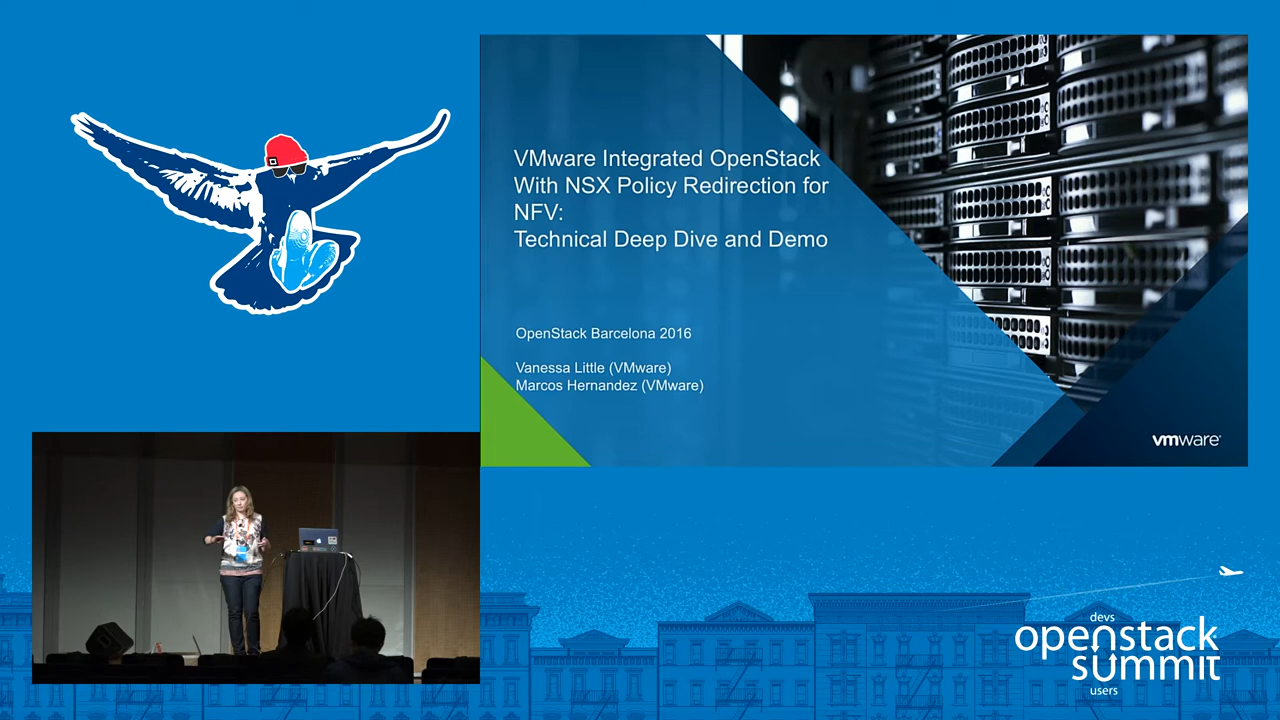 VMware Integrated OpenStack
With NSX Policy Redirection for
NFV:
Technical Deep Dive and Demo
OpenStack Barcelona 2016
Vanessa Little (VMware)
Marcos Hernandez (VMware)
vmware
devs
openstack
summit
users